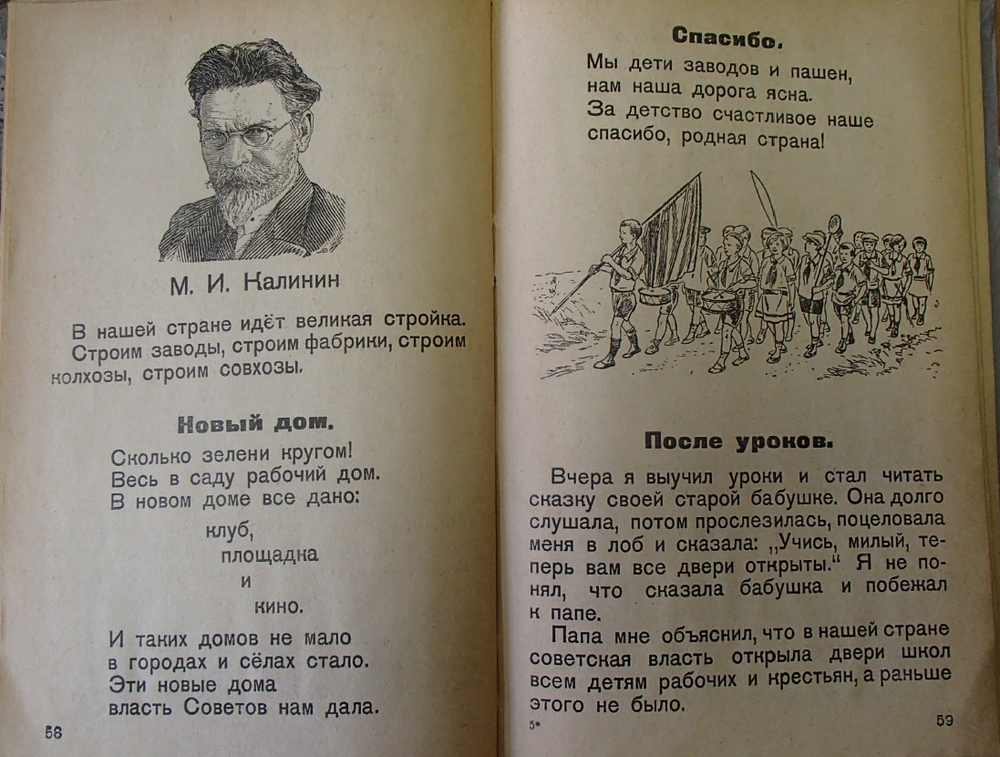 М. И. Калинин
В нашей стране идёт великая стройка.
Строим заводы, строим фабрики, строим
колхозы, строим совхозы.
Новый дом.
Сколько зелени кругом!
Весь в саду рабочий дом.
В новом доме все дано:
клуб,
площадка
и
кино.
И таких домов не мало
в городах и сёлах стало.
Эти новые дома
власть Советов нам дала.
58
Спасибо.
Мы дети заводов и пашен,
нам наша дорога ясна.
За детство счастливое наше
спасибо, родная страна!
После уроков.
Вчера я выучил уроки и стал читать
сказку своей старой бабушке. Она долго
слушала, потом прослезилась, поцеловала
меня в лоб и сказала: „Учись, милый, те-
перь вам все двери открыты.“ Я не по-
нял, что сказала бабушка и побежал
к папе.
Папа мне объяснил, что в нашей стране
советская власть открыла двери школ
всем детям рабочих и крестьян, а раньше
этого не было.
5*
59